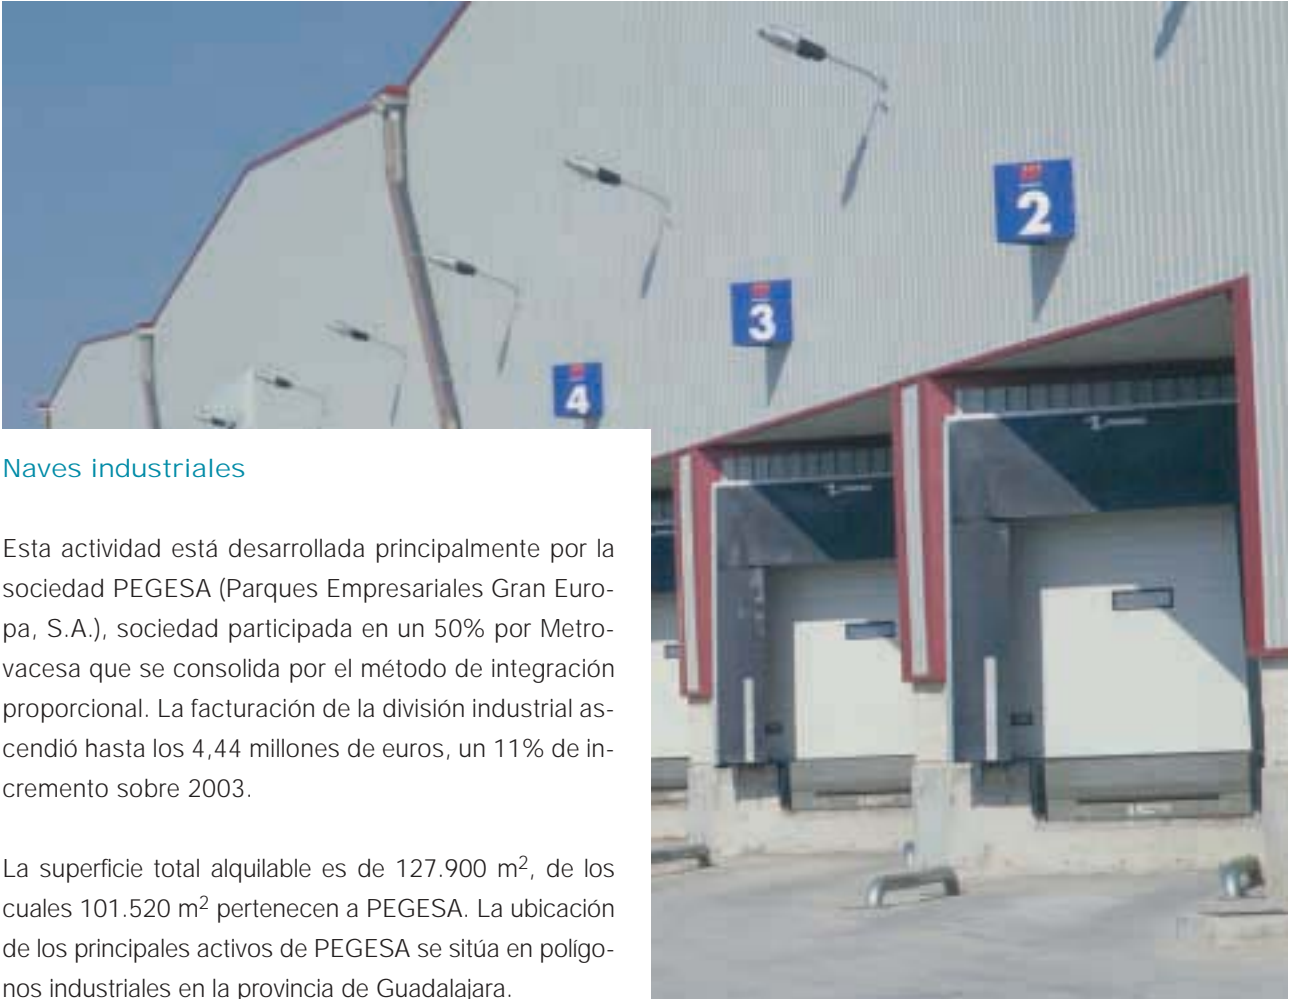 2
3
4
Naves industriales
Esta actividad está desarrollada principalmente por la
sociedad PEGESA (Parques Empresariales Gran Euro-
pa, S.A.), sociedad participada en un 50% por Metro-
vacesa que se consolida por el método de integración
proporcional. La facturación de la división industrial as-
cendió hasta los 4,44 millones de euros, un 11% de in-
cremento sobre 2003.
La superficie total alquilable es de 127.900 m², de los
cuales 101.520 m² pertenecen a PEGESA. La ubicación
de los principales activos de PEGESA se sitúa en polígo-
nos industriales en la provincia de Guadalajara.